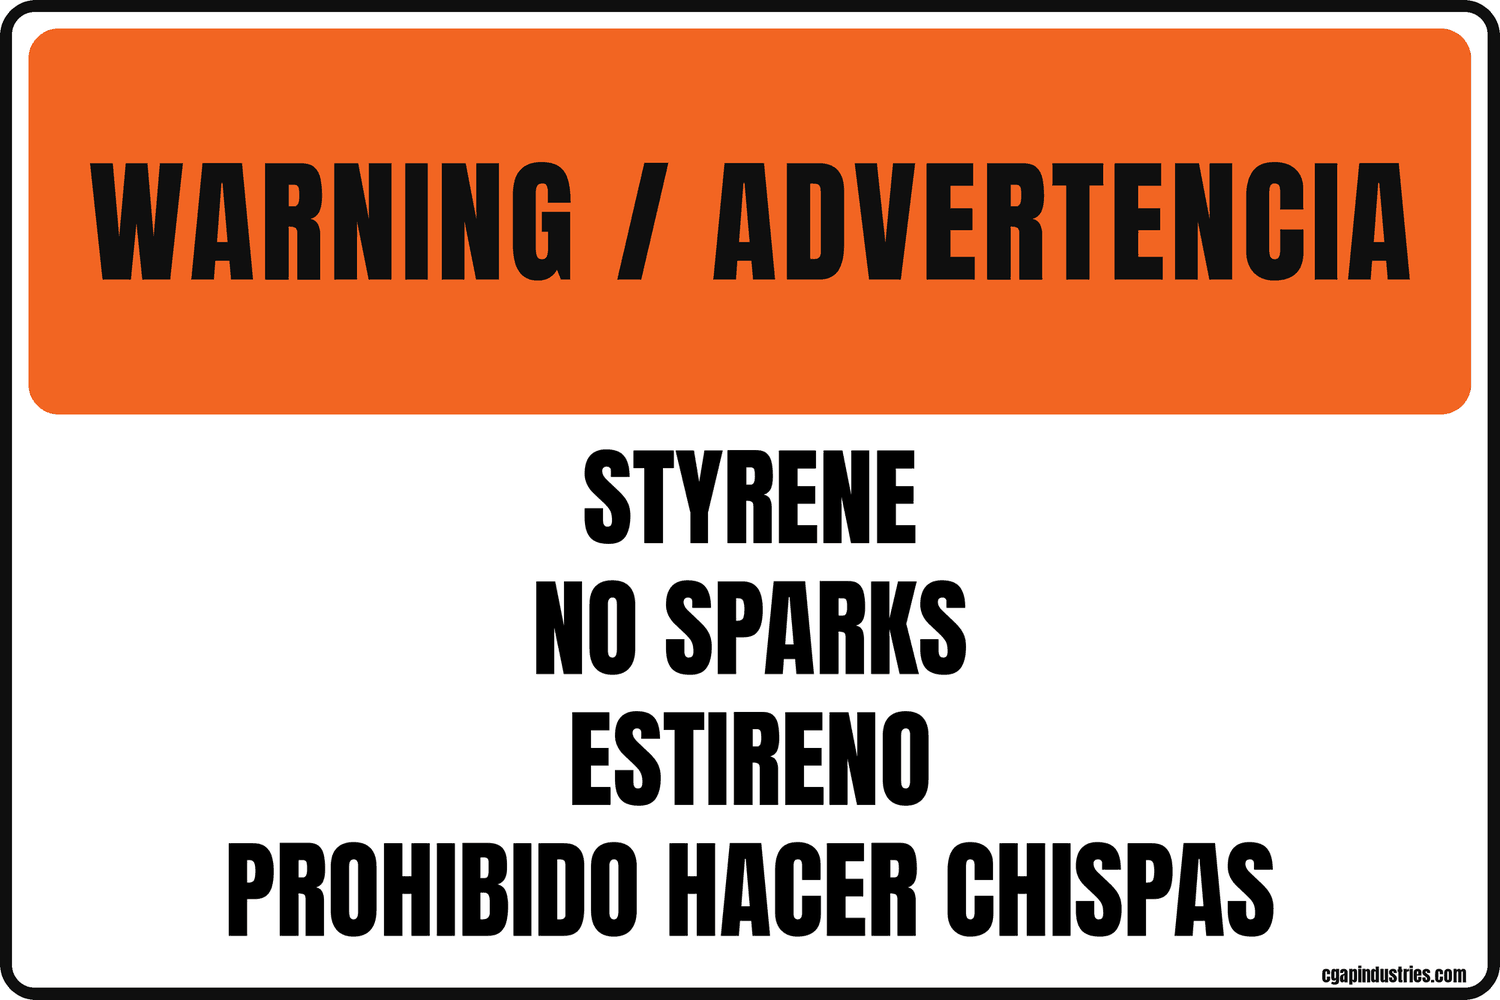 WARNING / ADVERTENCIA
STYRENE
NO SPARKS
ESTIRENO
PROHIBIDO HACER CHISPAS
cgapindustries.com